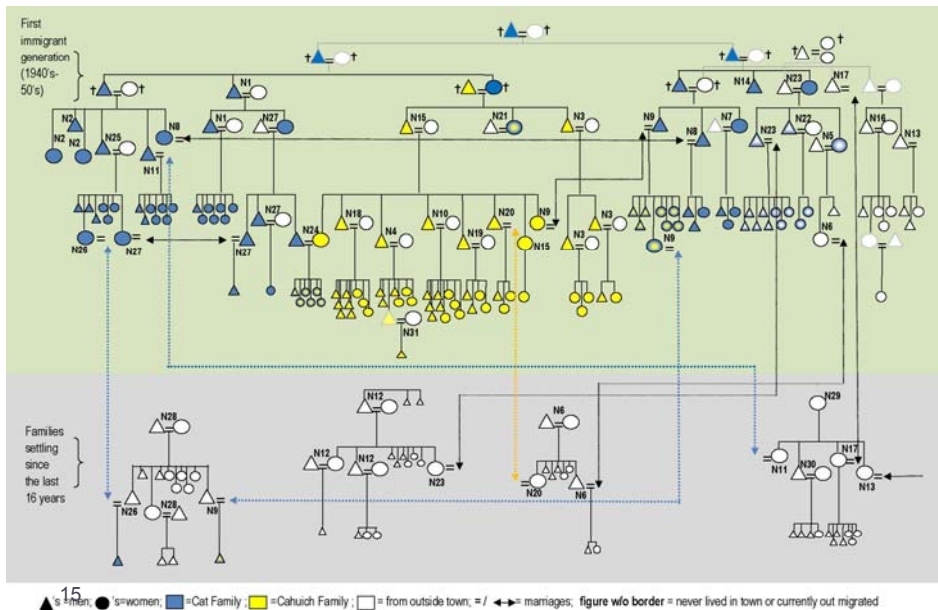 First
immigrant
generation
(1940's-
50's)
† = †
† = †
† = †
† = †
† = †
N1
† = †
† = †
N14
N23
N17
N2
N2
N2
N25
N11
N8
N1
N27
N15
N21
N3
N9
N8
N7
N23
N22
N5
N16
N13
N26
N27
N27
N27
N24
N18
N4
N10
N19
N20
N9
N15
N3
N3
N9
N6
N31
Families
settling
since
the last
16 years
N28
N26
N28
N9
N12
N12
N12
N23
N6
N20
N6
N29
N11
N30
N17
N13
15
's =men; 's=women; =Cat Family ; =Cahuich Family ; = from outside town; = / = marriages; figure w/o border = never lived in town or currently out migrated